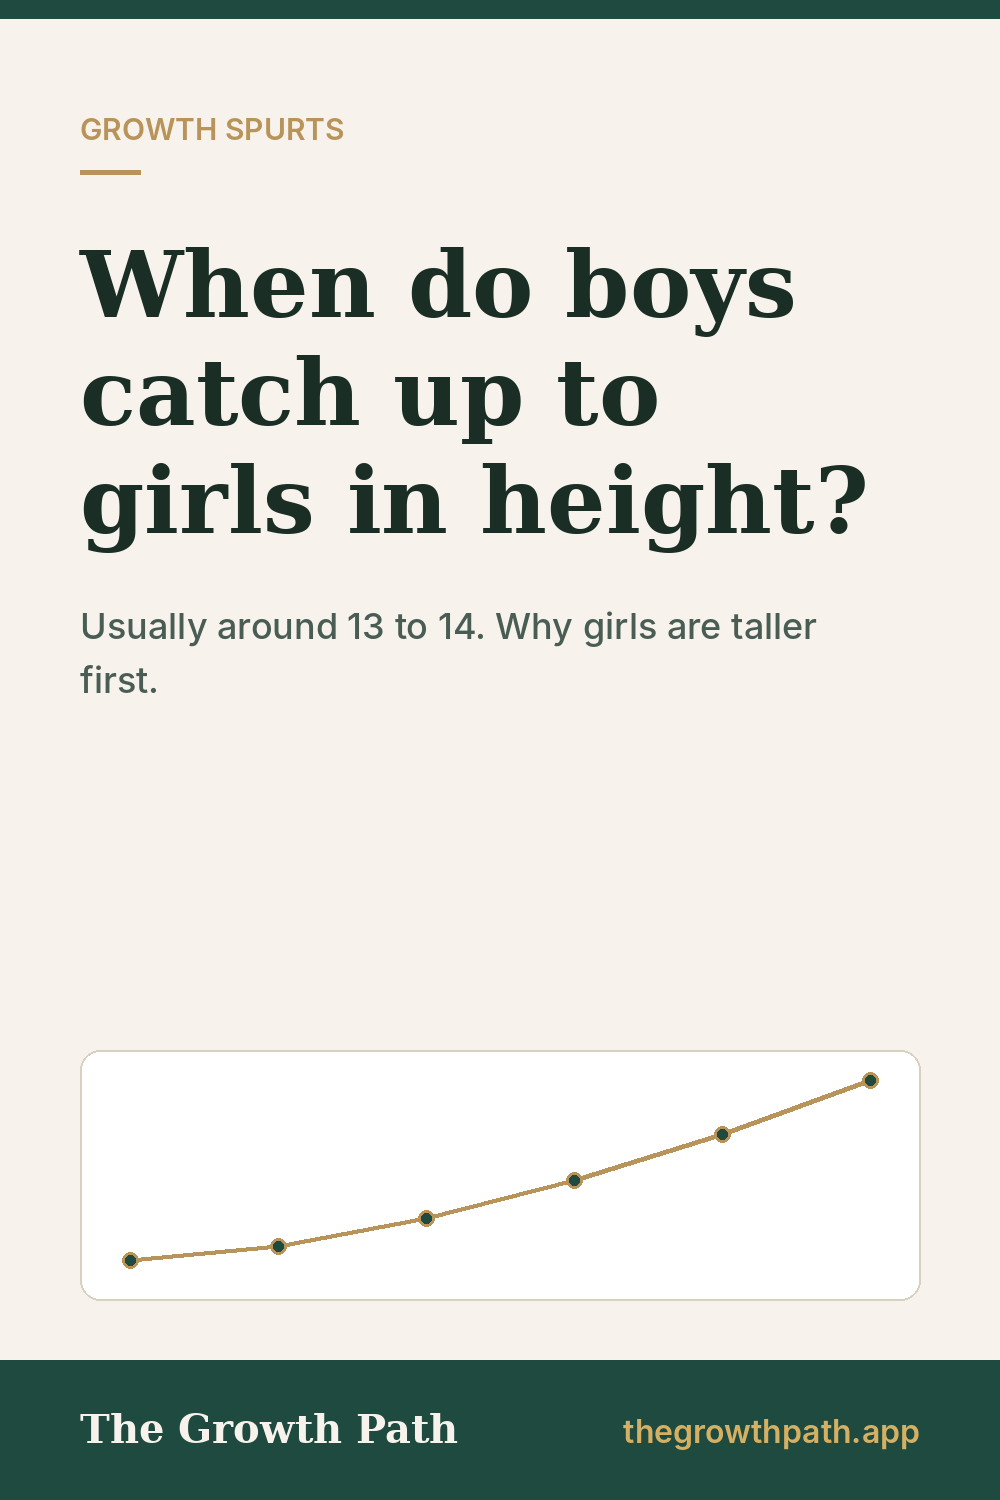 GROWTH SPURTS
When do boys
catch up to
girls in height?
Usually around 13 to 14. Why girls are taller
first.
The Growth Path
thegrowthpath.app